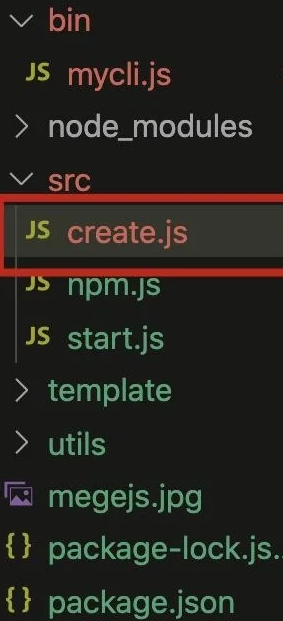 bin
JS mycli.js
node_modules
src
JS create.js
JS npm.js
JS start.js
template
utils
megejs.jpg
{} package-lock.js...
{} package.json